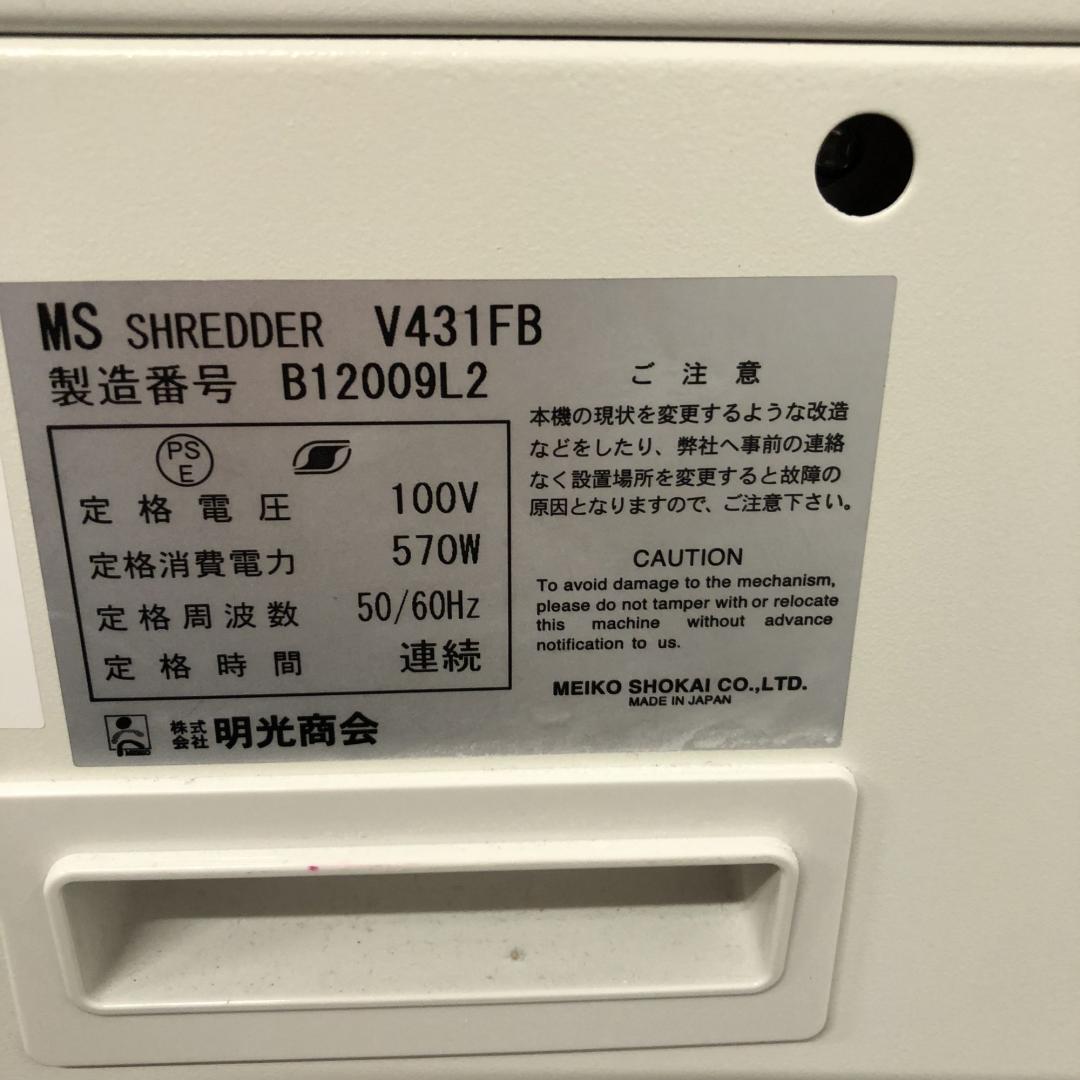 MS SHREDDER V431FB
製造番号 B12009L2
PS
E
定格電圧 100V
定格消費電力 570W
定格周波数 50/60Hz
定格時間 連続
株式
会社 明光商会
ご注意
本機の現状を変更するような改造
などをしたり、弊社へ事前の連絡
なく設置場所を変更すると故障の
原因となりますので、ご注意下さい。
CAUTION
To avoid damage to the mechanism,
please do not tamper with or relocate
this machine without advance
notification to us.
MEIKO SHOKAI CO.,LTD.
MADE IN JAPAN